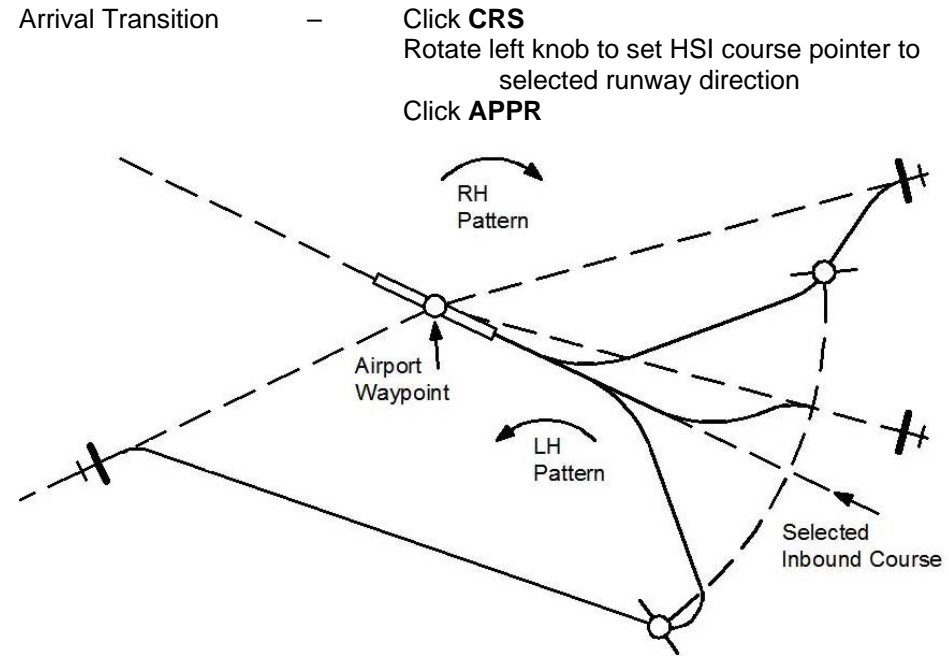 Arrival Transition – Click CRS
Rotate left knob to set HSI course pointer to
selected runway direction
Click APPR
RH
Pattern
Airport
Waypoint
LH
Pattern
Selected
Inbound Course